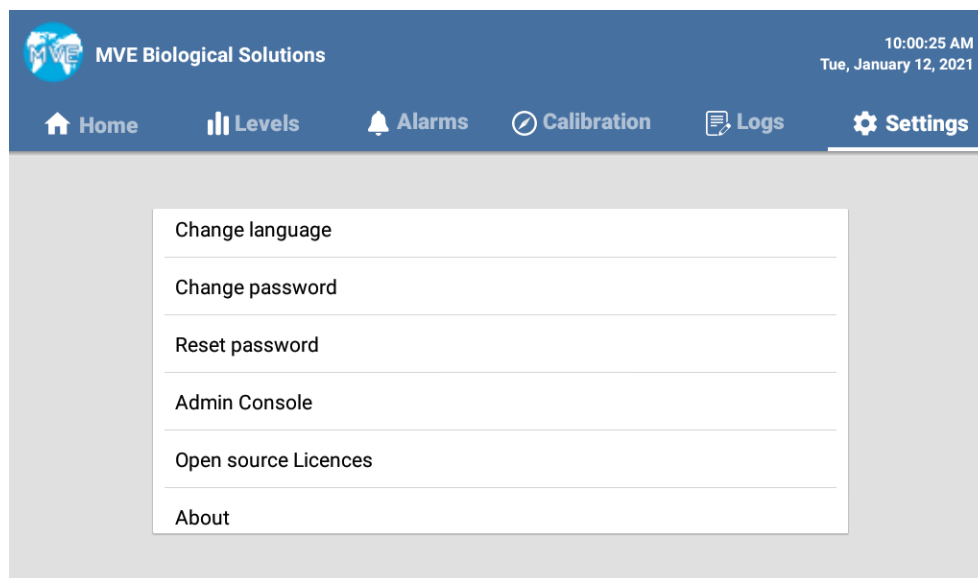 MVE
MVE Biological Solutions
10:00:25 AM
Tue, January 12, 2021
Home Levels Alarms Calibration Logs Settings
Change language
Change password
Reset password
Admin Console
Open source Licences
About